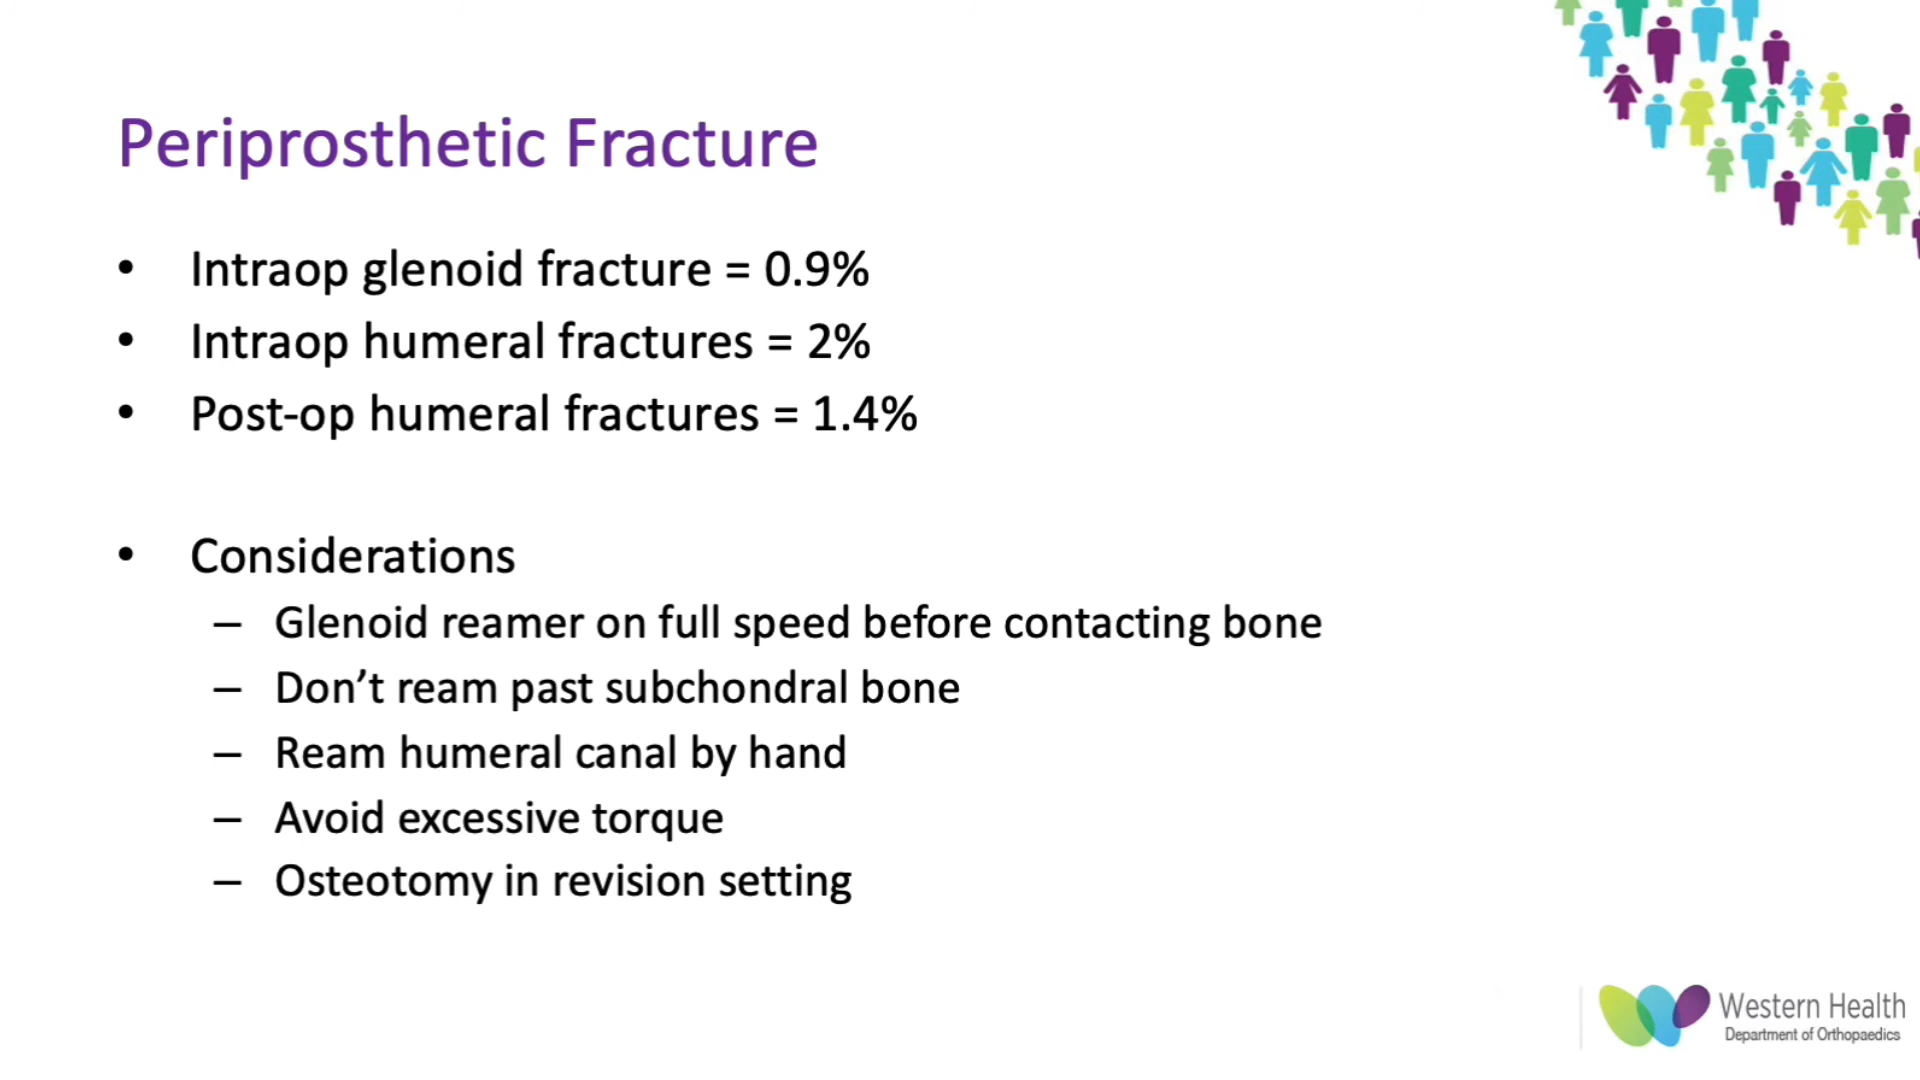 Periprosthetic Fracture
• Intraop glenoid fracture = 0.9%
• Intraop humeral fractures = 2%
• Post-op humeral fractures = 1.4%
• Considerations
– Glenoid reamer on full speed before contacting bone
– Don’t ream past subchondral bone
– Ream humeral canal by hand
– Avoid excessive torque
– Osteotomy in revision setting
Western Health
Department of Orthopaedics